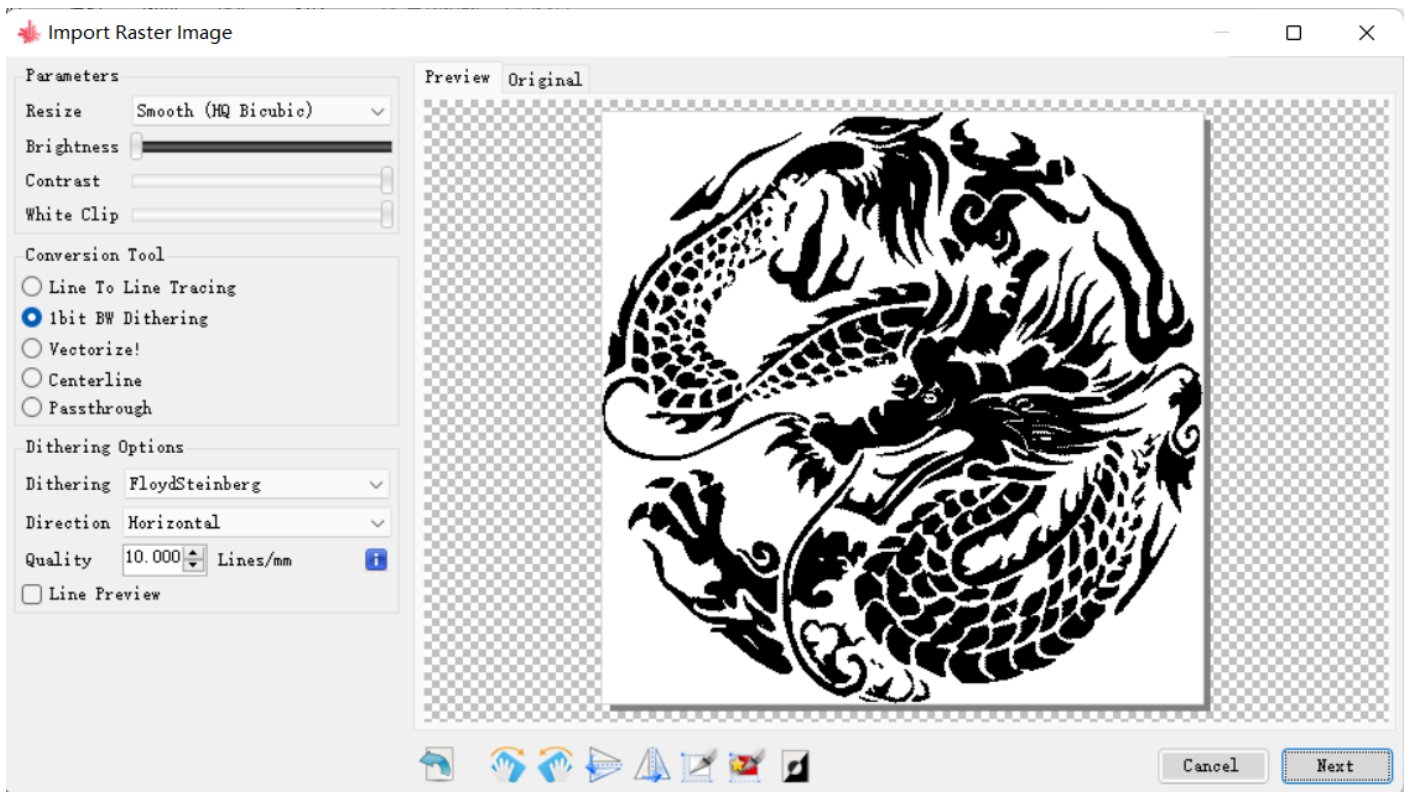 Import Raster Image
Parameters
Resize Smooth (HQ Bicubic)
Brightness
Contrast
White Clip
Conversion Tool
Line To Line Tracing
1bit BW Dithering
Vectorize!
Centerline
Passthrough
Dithering Options
Dithering FloydSteinberg
Direction Horizontal
Quality 10.000 Lines/mm
Line Preview
Preview Original
Cancel Next